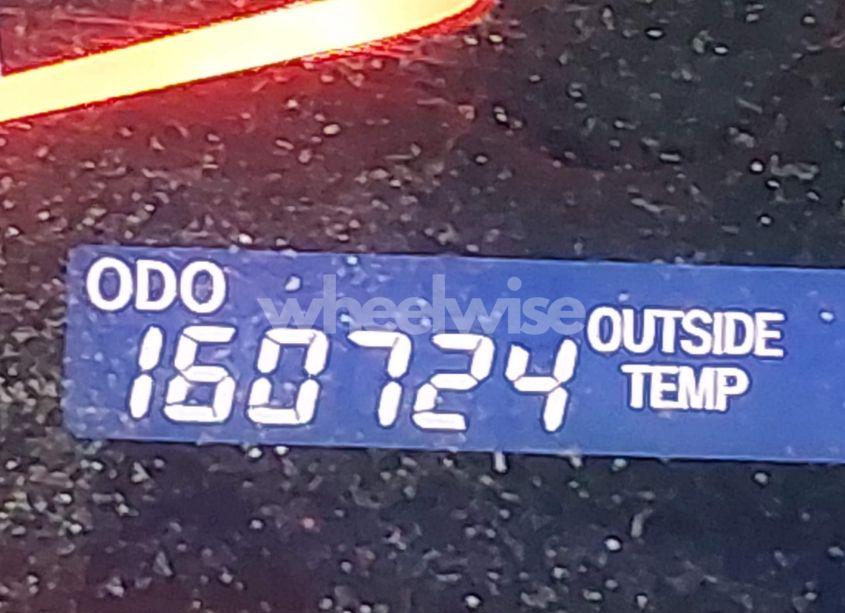 ODO
wheelwise
160724
OUTSIDE
TEMP